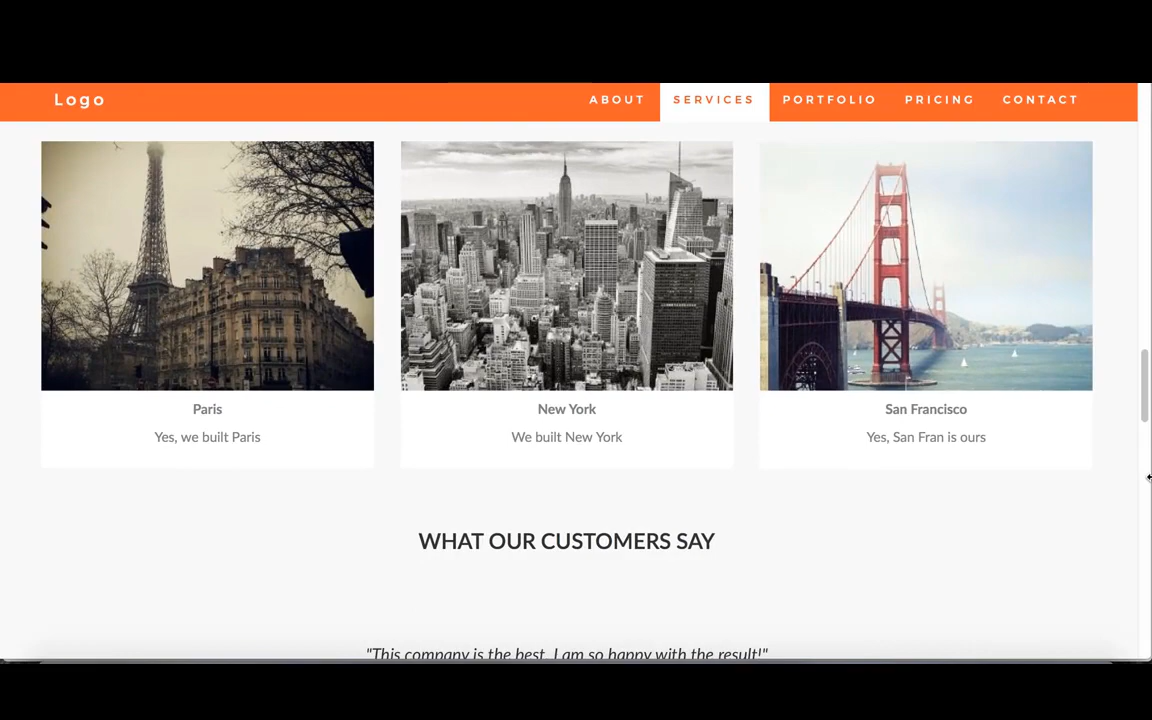 Logo
ABOUT SERVICES PORTFOLIO PRICING CONTACT
Paris
Yes, we built Paris
New York
We built New York
San Francisco
Yes, San Fran is ours
WHAT OUR CUSTOMERS SAY
"This company is the best. I am so happy with the result!"